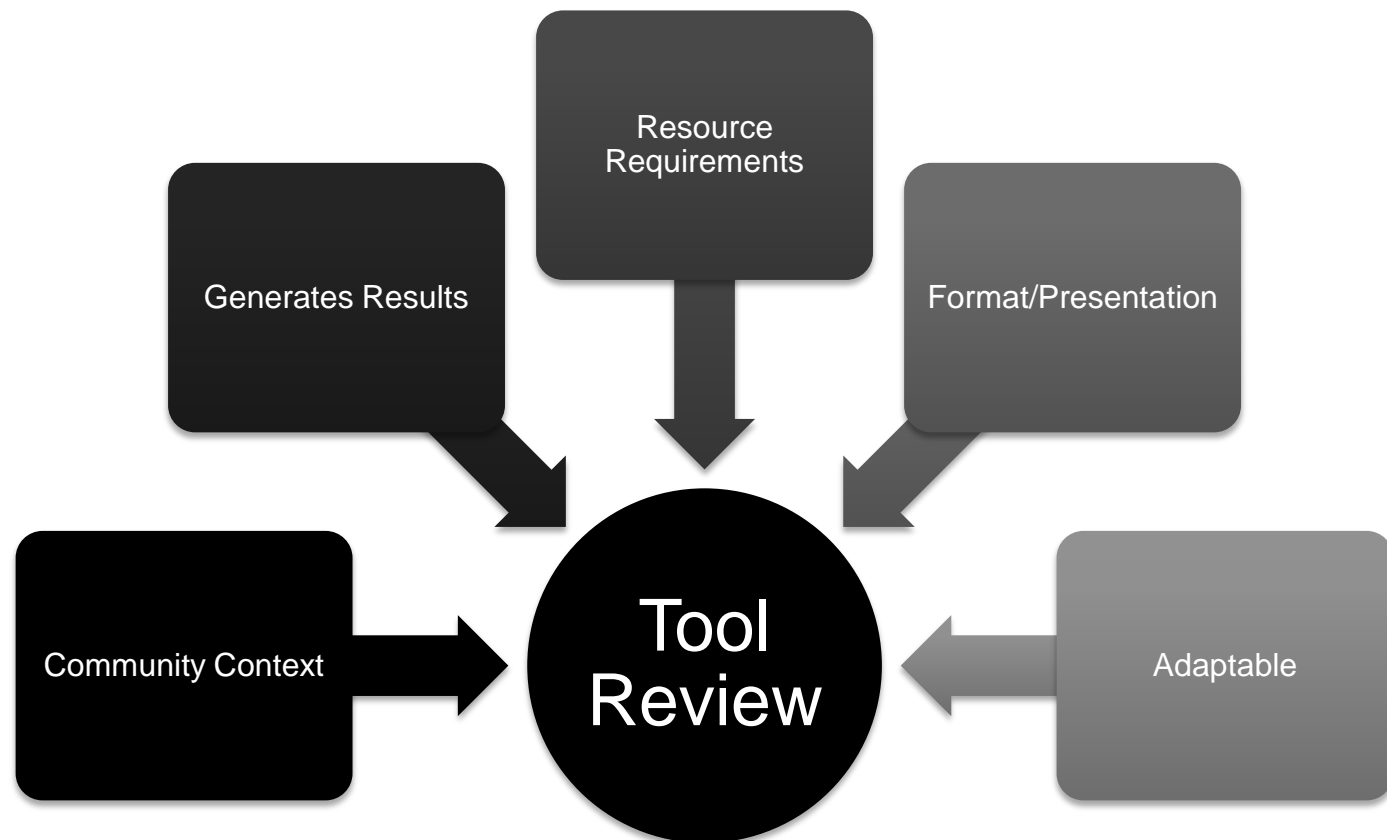 Resource
Requirements
Generates Results
Format/Presentation
Community Context
Tool
Review
Adaptable